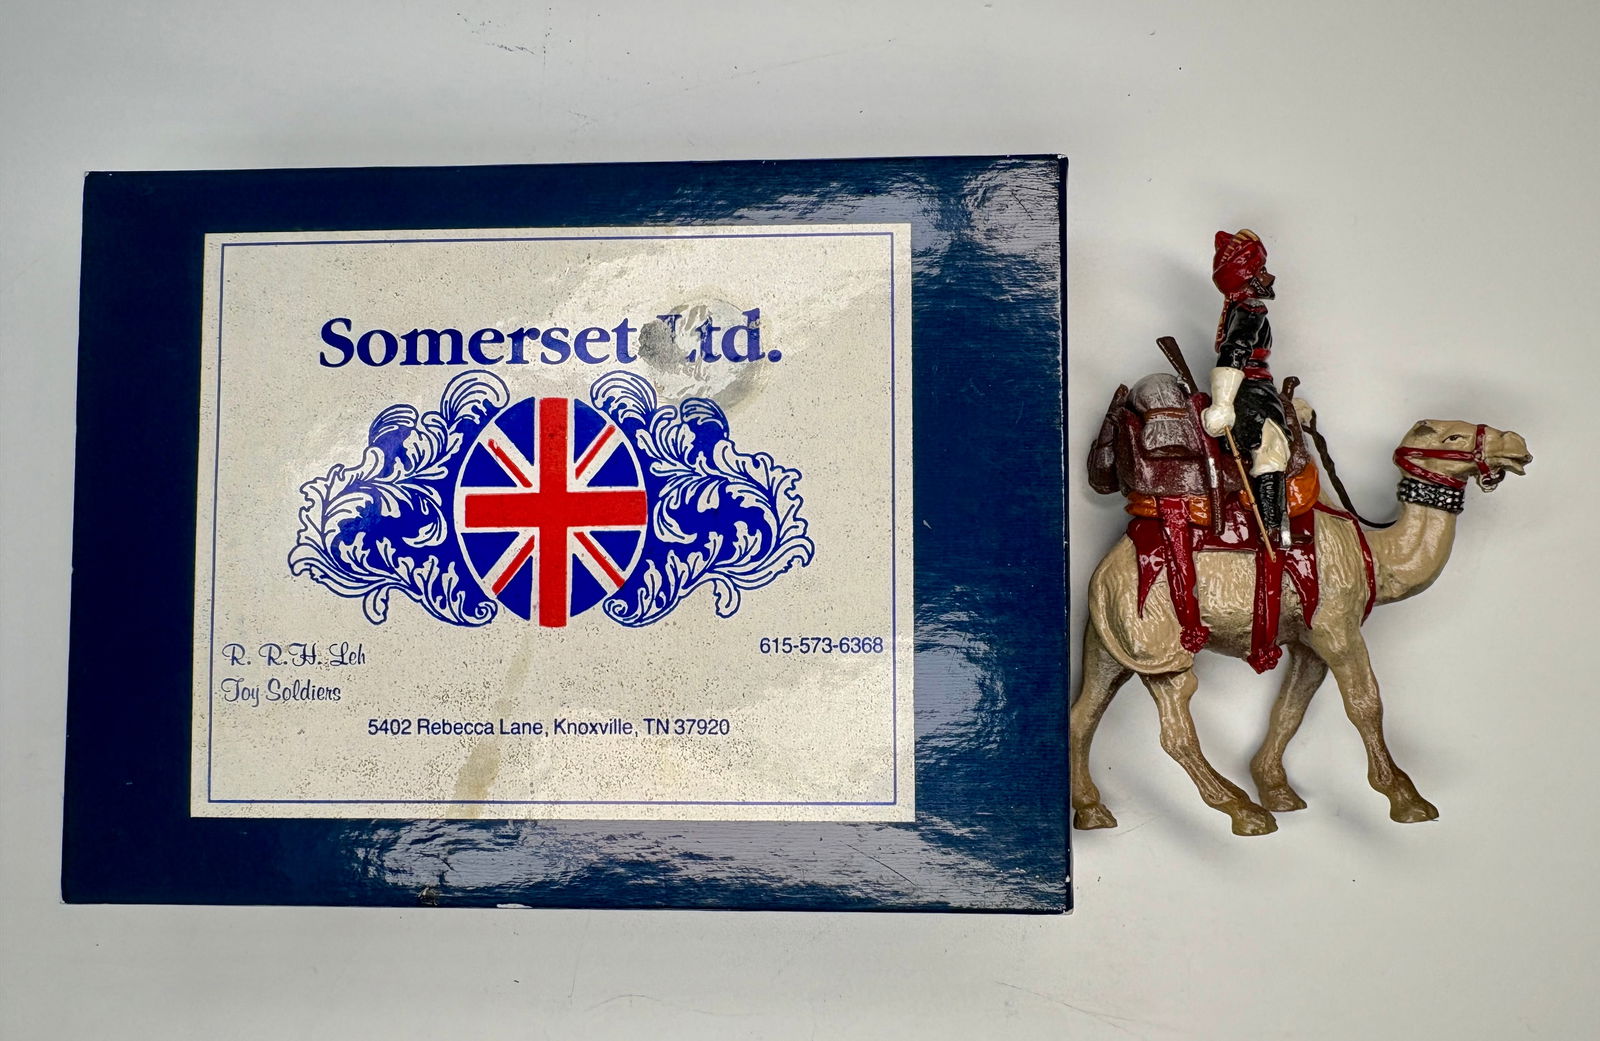 Somerset Ltd.
R. R.H. Leh
Toy Soldiers
615-573-6368
5402 Rebecca Lane, Knoxville, TN 37920